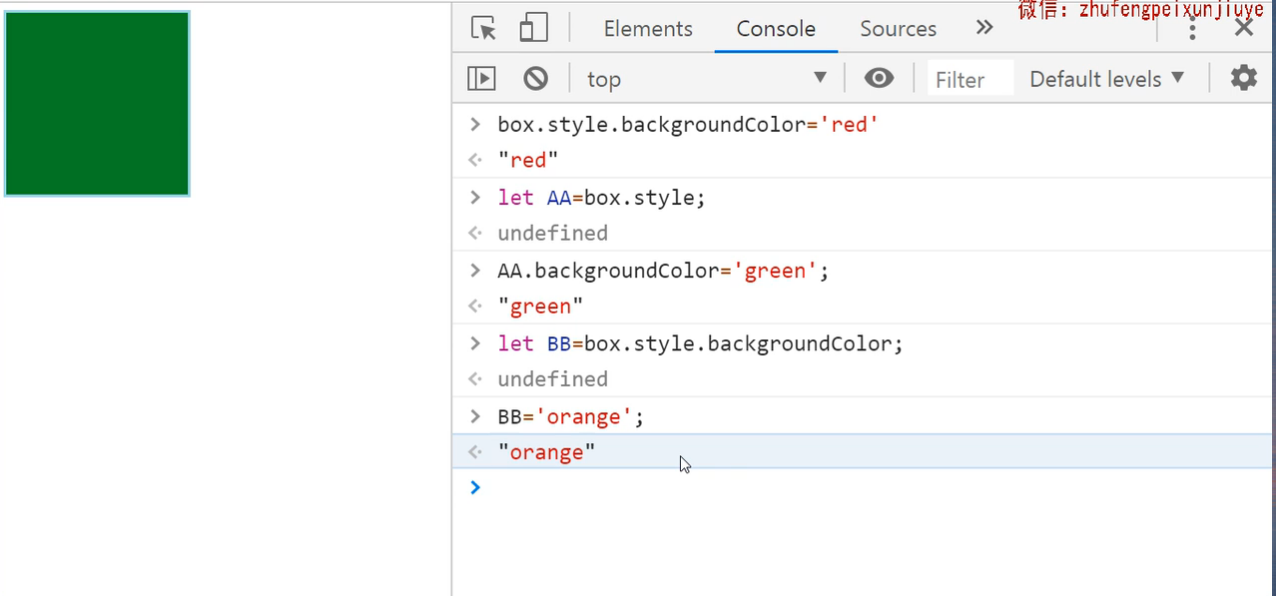 微信：zhufengpeixunjiuye
Elements Console Sources »
top Filter Default levels
> box.style.backgroundColor='red'
"red"
> let AA=box.style;
undefined
> AA.backgroundColor='green';
"green"
> let BB=box.style.backgroundColor;
undefined
> BB='orange';
"orange"
>